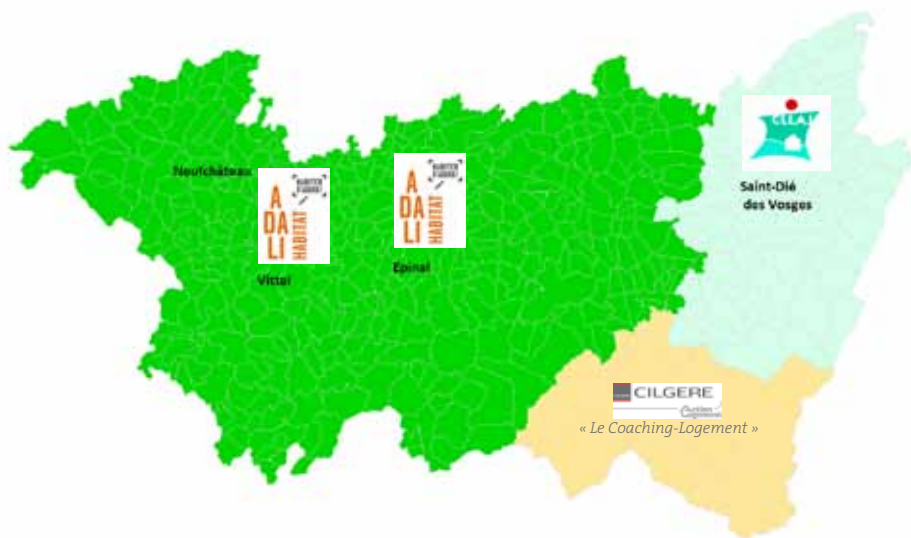 Neufchâteau
A
DA
LI
HABITAT
Vittel
A
DA
LI
HABITAT
Epinal
C.L.L.A.J
Saint-Dié
des Vosges
CILGERE
« Le Coaching-Logement »